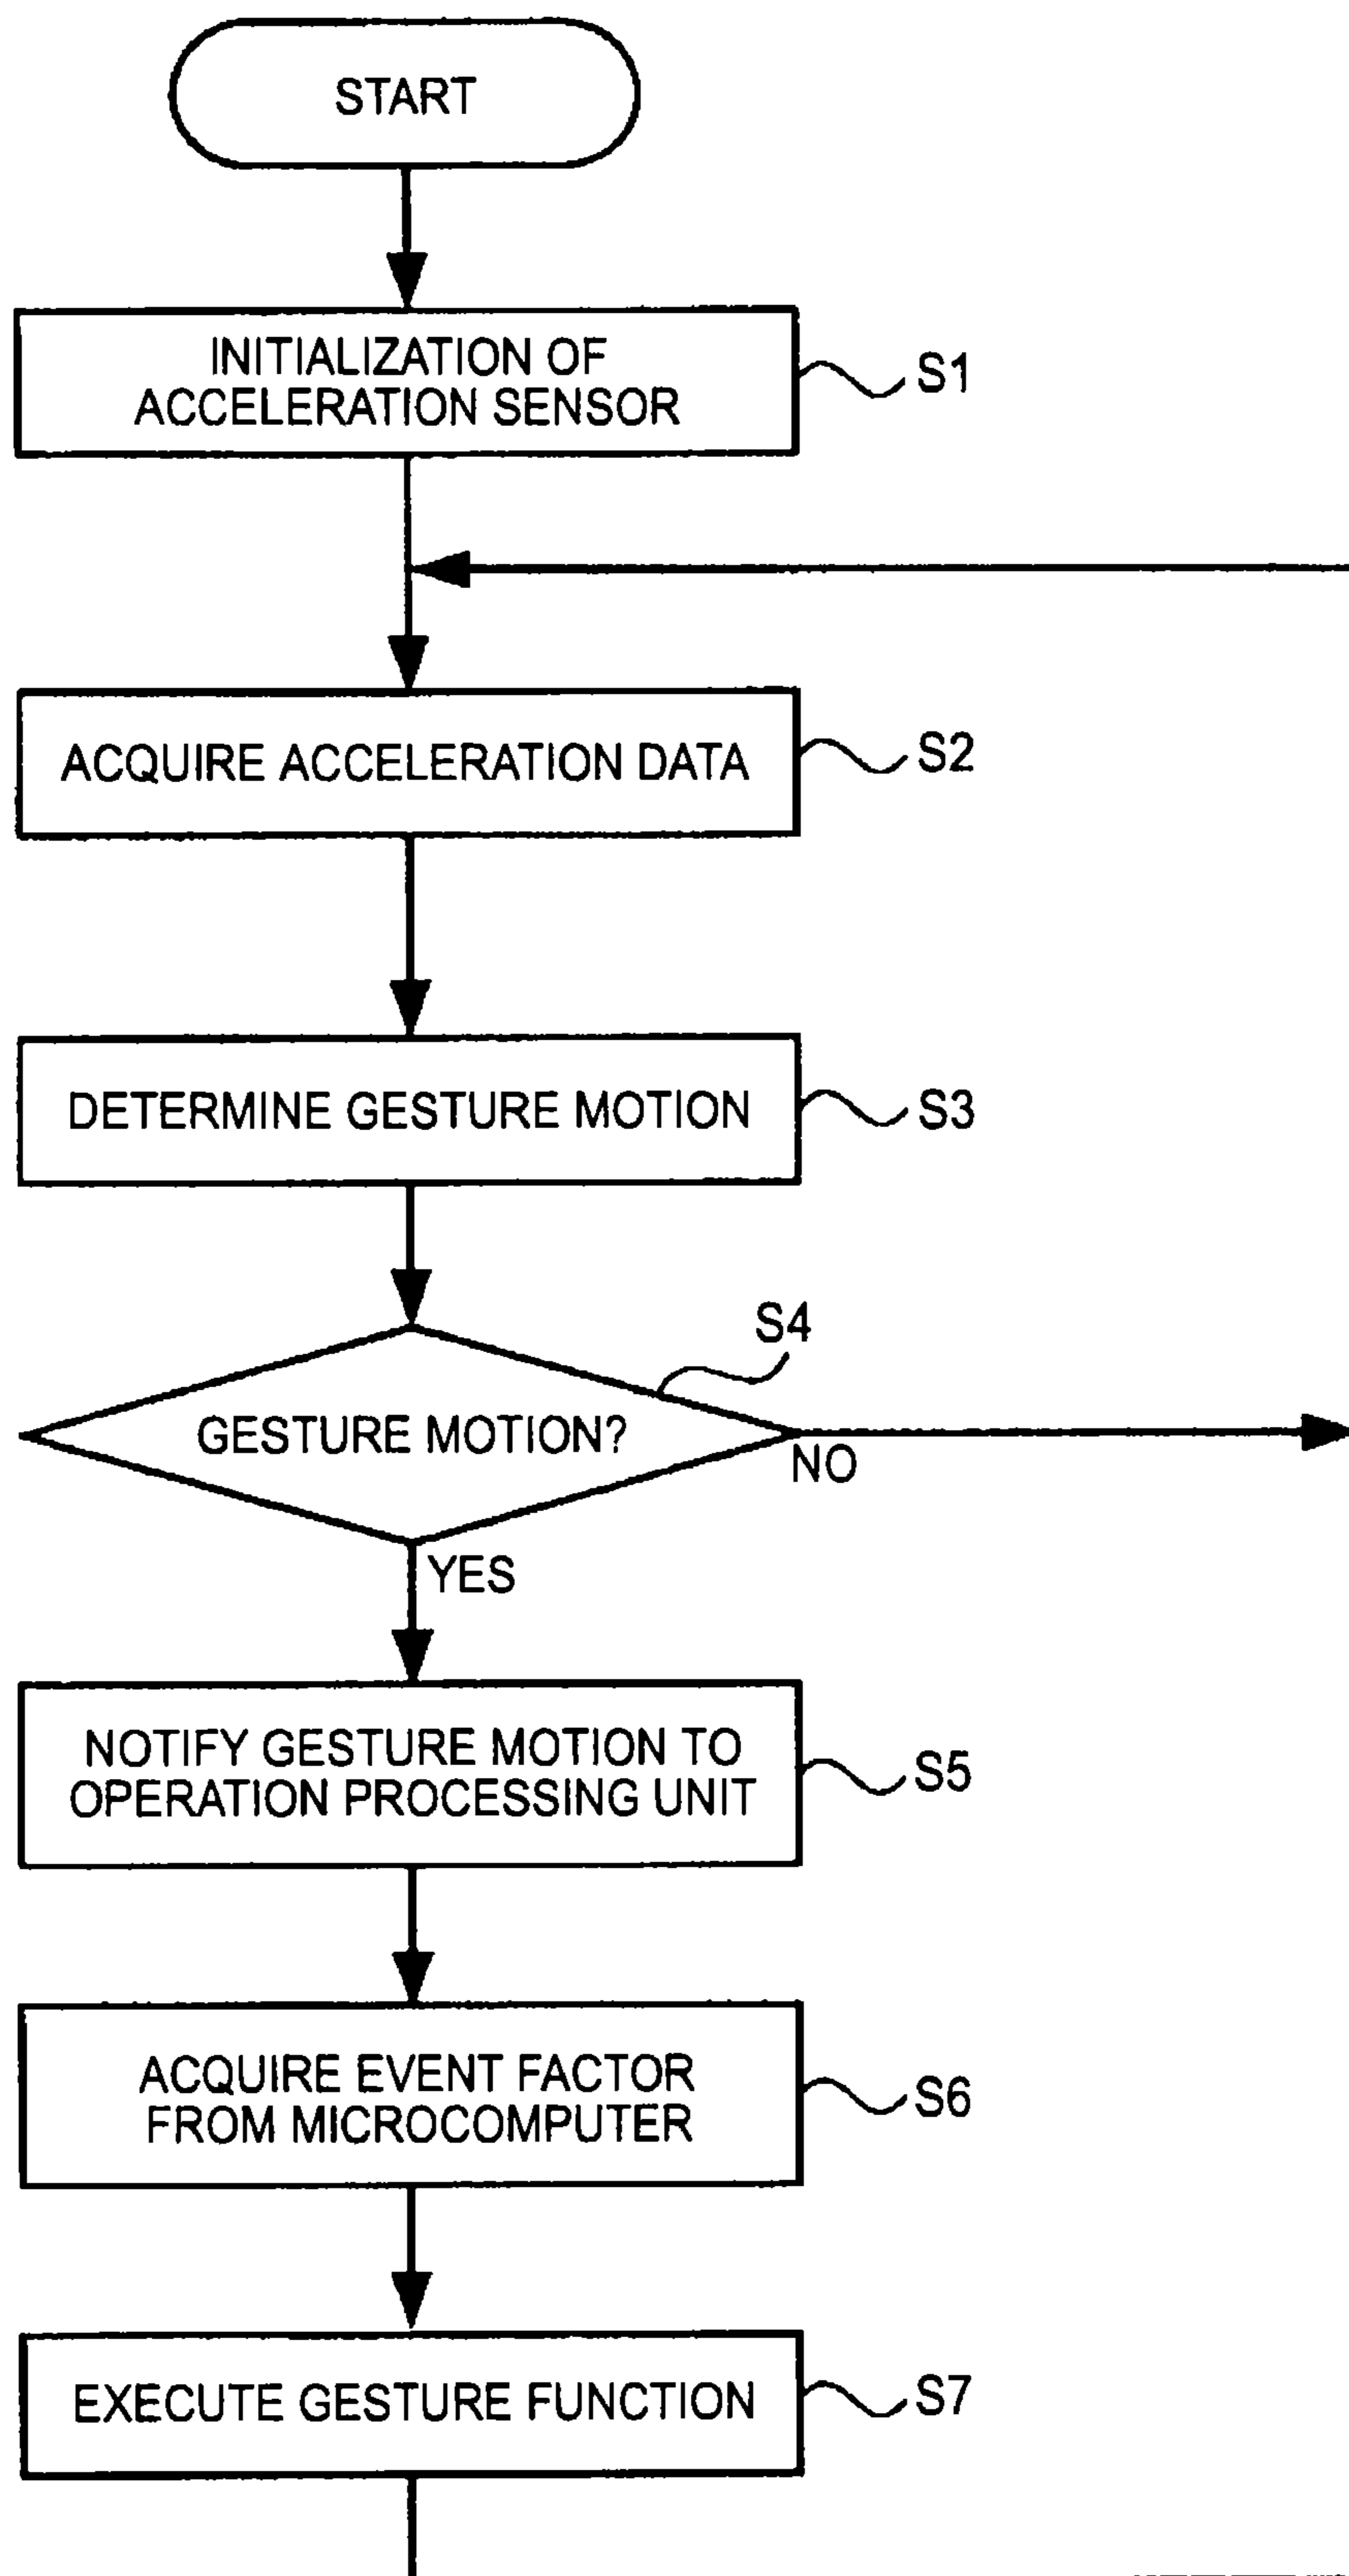 START
INITIALIZATION OF
ACCELERATION SENSOR
S1
ACQUIRE ACCELERATION DATA
S2
DETERMINE GESTURE MOTION
S3
S4
GESTURE MOTION?
NO
YES
NOTIFY GESTURE MOTION TO
OPERATION PROCESSING UNIT
S5
ACQUIRE EVENT FACTOR
FROM MICROCOMPUTER
S6
EXECUTE GESTURE FUNCTION
S7